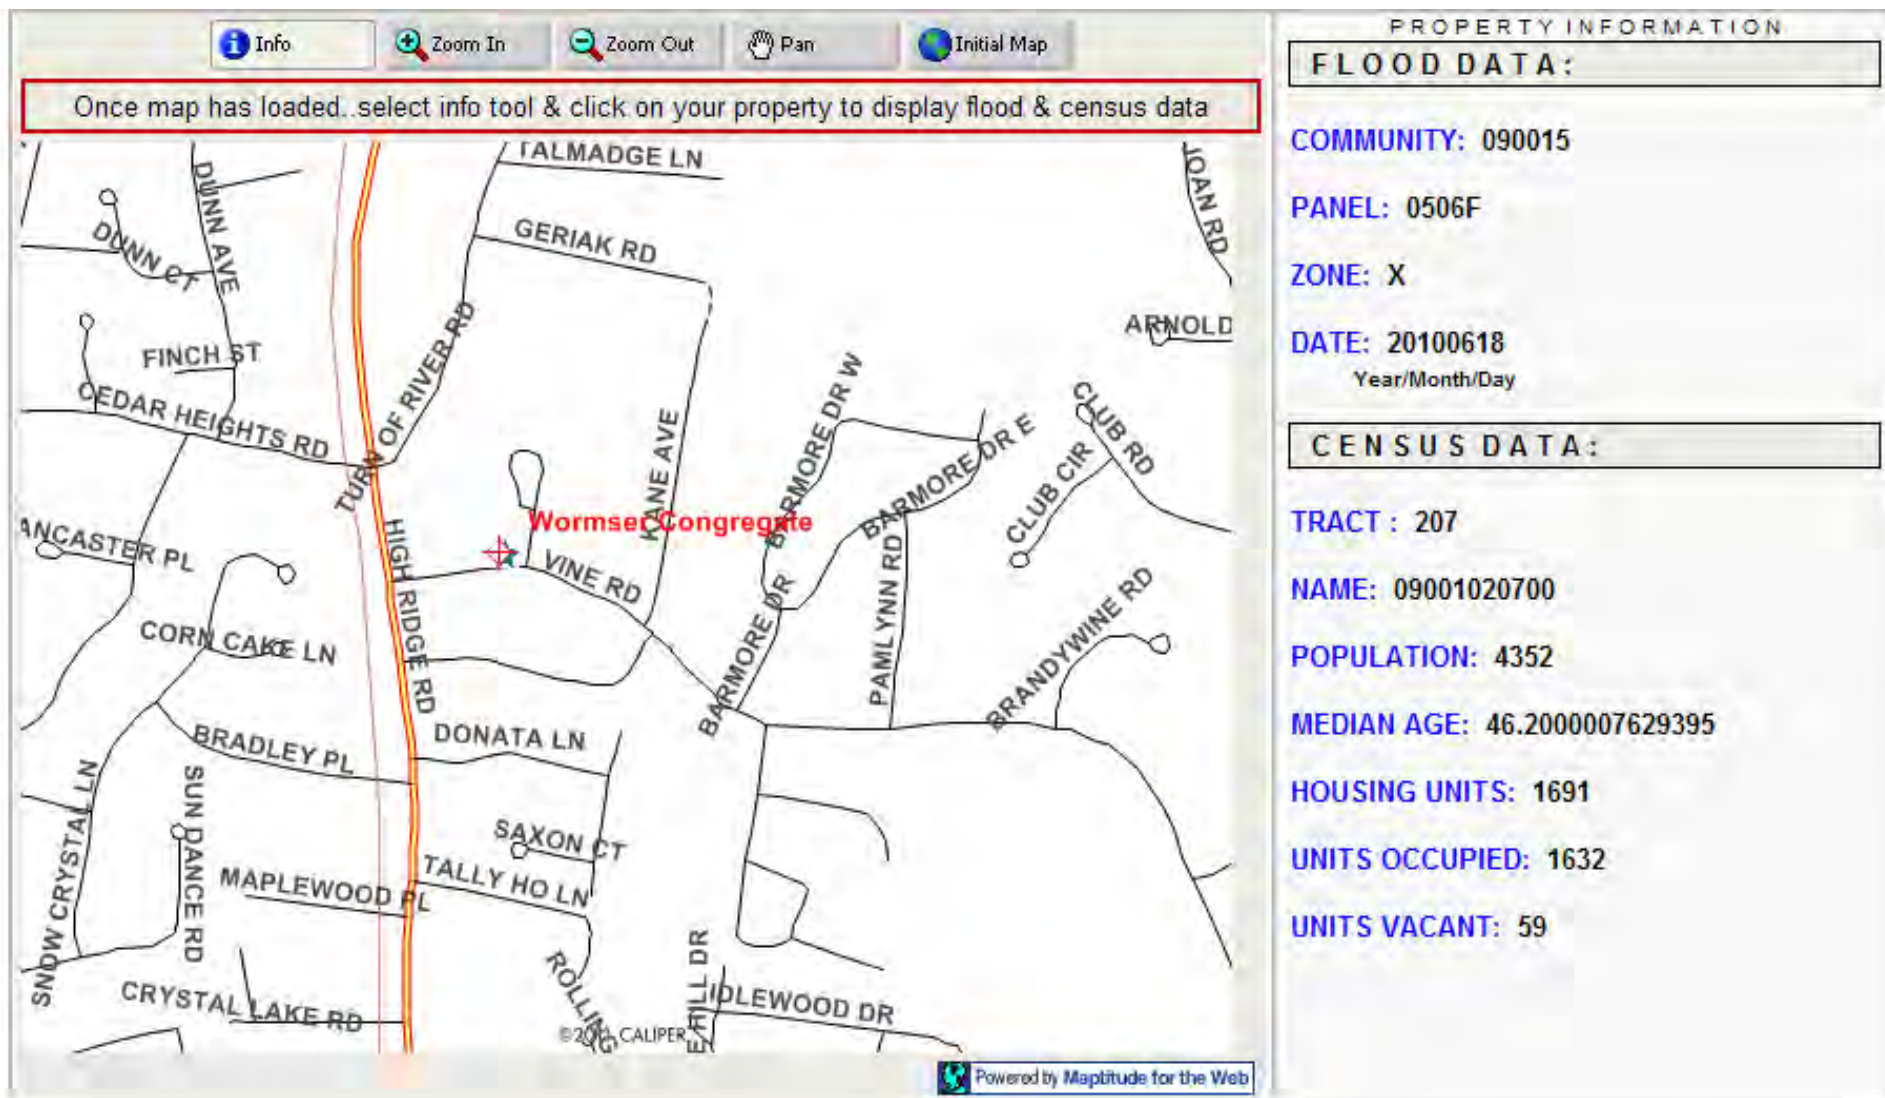 Info
Zoom In
Zoom Out
Pan
Initial Map
Once map has loaded..select info tool & click on your property to display flood & census data
TALMADGE LN
JOAN RD
DUNN AVE
GERIAK RD
DUNN CT
ARNOLD
FINCH ST
TURN OF RIVER RD
CEDAR HEIGHTS RD
KANE AVE
BARMORE DR W
BARMORE DR E
CLUB RD
CLUB CIR
Wormser Congregate
ANCASTER PL
HIGH RIDGE RD
VINE RD
PAMLYNN RD
BRANDYWINE RD
CORN CAKE LN
BARMORE DR
BRADLEY PL
DONATA LN
SNOW CRYSTAL LN
SUN DANCE RD
SAXON CT
MAPLEWOOD PL
TALLY HO LN
ROLLING
E HILL DR
IDLEWOOD DR
CRYSTAL LAKE RD
CALIPER
Powered by Maptitude for the Web
PROPERTY INFORMATION
FLOOD DATA:
COMMUNITY: 090015
PANEL: 0506F
ZONE: X
DATE: 20100618
Year/Month/Day
CENSUS DATA:
TRACT : 207
NAME: 09001020700
POPULATION: 4352
MEDIAN AGE: 46.2000007629395
HOUSING UNITS: 1691
UNITS OCCUPIED: 1632
UNITS VACANT: 59